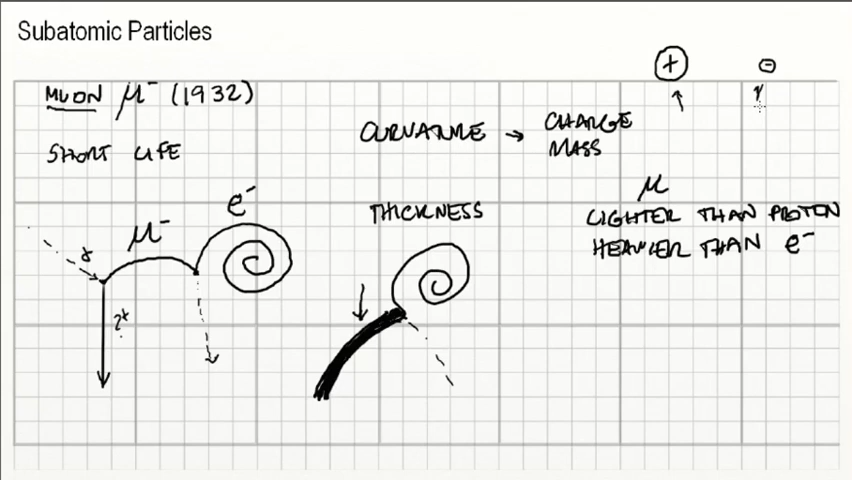 Subatomic Particles
MUON μ⁻ (1932)
SHORT LIFE
CURVATURE → CHARGE
MASS
THICKNESS
μ
LIGHTER THAN PROTON
HEAVIER THAN e⁻
μ⁻
e⁻
γ
+
−